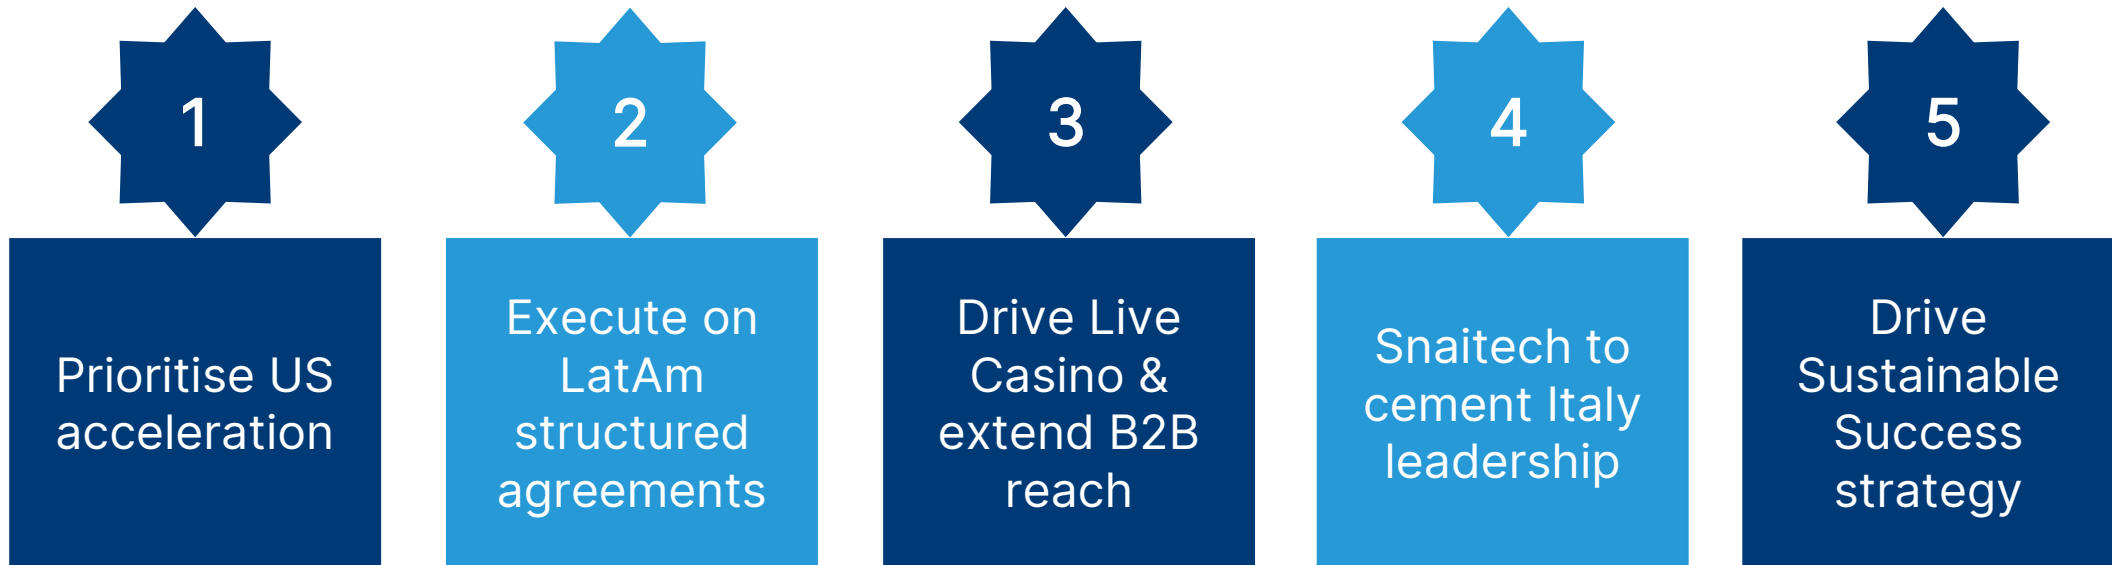 1
Prioritise US
acceleration
2
Execute on
LatAm
structured
agreements
3
Drive Live
Casino &
extend B2B
reach
4
Snaitech to
cement Italy
leadership
5
Drive
Sustainable
Success
strategy